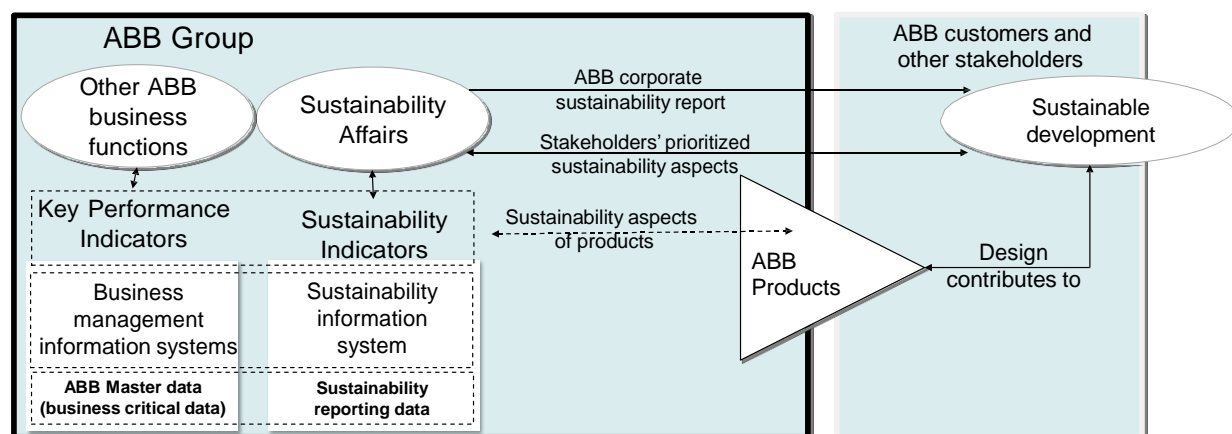 ABB Group
ABB customers and
other stakeholders
Other ABB
business
functions
Sustainability
Affairs
ABB corporate
sustainability report
Stakeholders' prioritized
sustainability aspects
Sustainable
development
Key Performance
Indicators
Sustainability
Indicators
Sustainability aspects
of products
ABB
Products
Design
contributes to
Business
management
information systems
Sustainability
information
system
ABB Master data
(business critical data)
Sustainability
reporting data